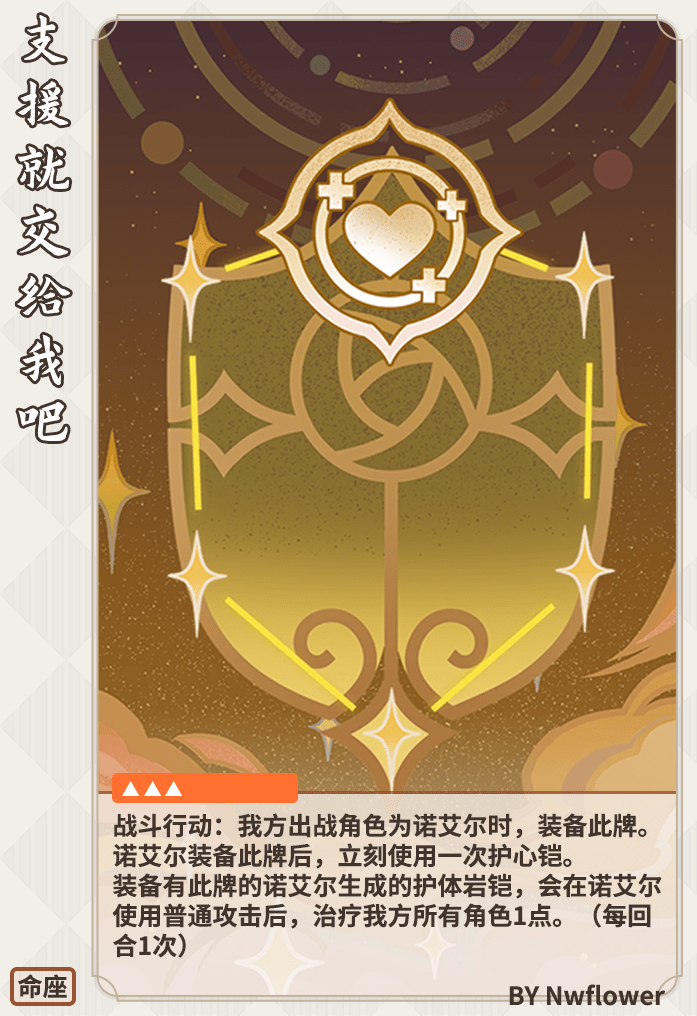 支援就交给我吧
战斗行动：我方出战角色为诺艾尔时，装备此牌。
诺艾尔装备此牌后，立刻使用一次护心铠。
装备有此牌的诺艾尔生成的护体岩铠，会在诺艾尔
使用普通攻击后，治疗我方所有角色1点。（每回
合1次）
命座
BY Nwflower